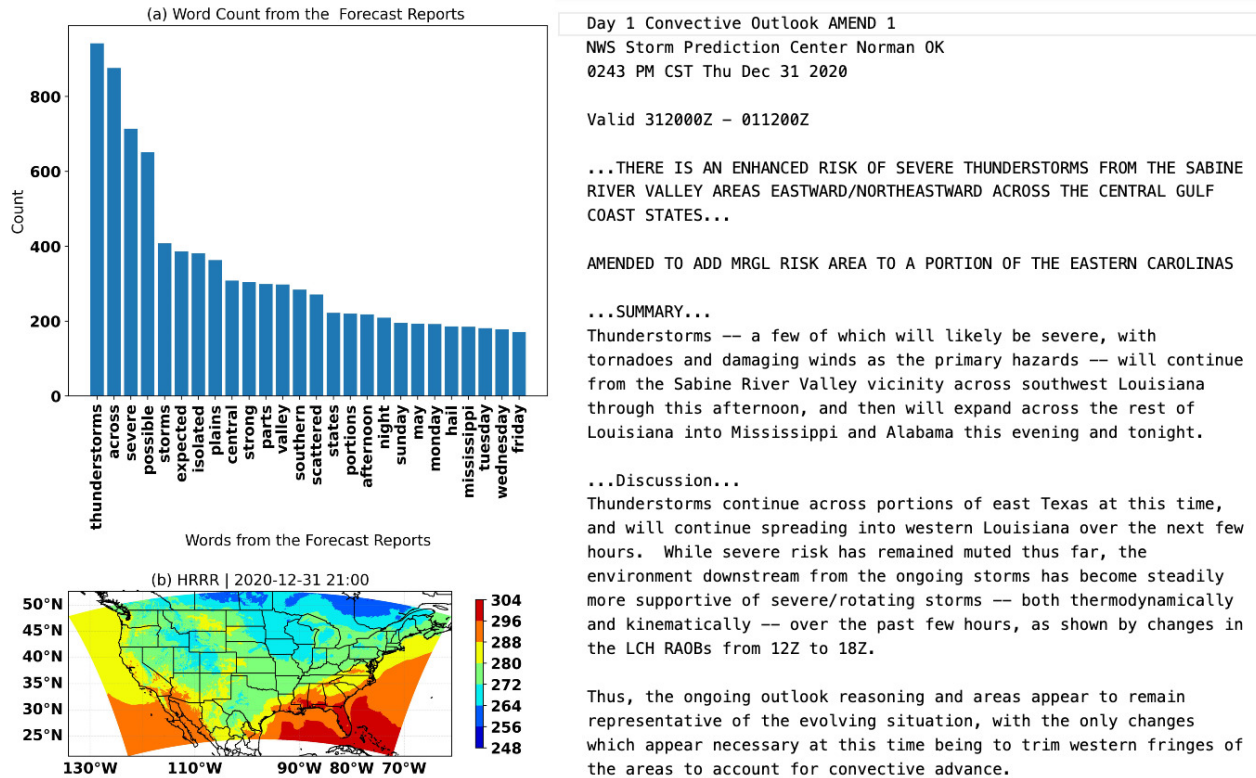 (a) Word Count from the  Forecast Reports
800
600
400
200
0
Count
thunderstorms
across
severe
possible
storms
expected
isolated
plains
central
strong
parts
valley
southern
scattered
states
portions
afternoon
night
sunday
may
monday
hail
mississippi
tuesday
wednesday
friday
Words from the Forecast Reports
(b) HRRR | 2020-12-31 21:00
50°N
45°N
40°N
35°N
30°N
25°N
130°W
110°W
90°W
80°W
70°W
304
296
288
280
272
264
256
248
Day 1 Convective Outlook AMEND 1
NWS Storm Prediction Center Norman OK
0243 PM CST Thu Dec 31 2020
Valid 312000Z – 011200Z
...THERE IS AN ENHANCED RISK OF SEVERE THUNDERSTORMS FROM THE SABINE
RIVER VALLEY AREAS EASTWARD/NORTHEASTWARD ACROSS THE CENTRAL GULF
COAST STATES...
AMENDED TO ADD MRGL RISK AREA TO A PORTION OF THE EASTERN CAROLINAS
...SUMMARY...
Thunderstorms –– a few of which will likely be severe, with
tornadoes and damaging winds as the primary hazards –– will continue
from the Sabine River Valley vicinity across southwest Louisiana
through this afternoon, and then will expand across the rest of
Louisiana into Mississippi and Alabama this evening and tonight.
...Discussion...
Thunderstorms continue across portions of east Texas at this time,
and will continue spreading into western Louisiana over the next few
hours.  While severe risk has remained muted thus far, the
environment downstream from the ongoing storms has become steadily
more supportive of severe/rotating storms –– both thermodynamically
and kinematically –– over the past few hours, as shown by changes in
the LCH RAOBs from 12Z to 18Z.
Thus, the ongoing outlook reasoning and areas appear to remain
representative of the evolving situation, with the only changes
which appear necessary at this time being to trim western fringes of
the areas to account for convective advance.